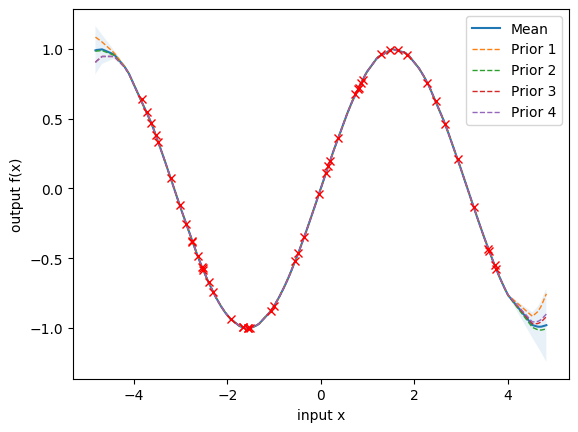 1.0
0.5
0.0
−0.5
−1.0
output f(x)
−4
−2
0
2
4
input x
Mean
Prior 1
Prior 2
Prior 3
Prior 4